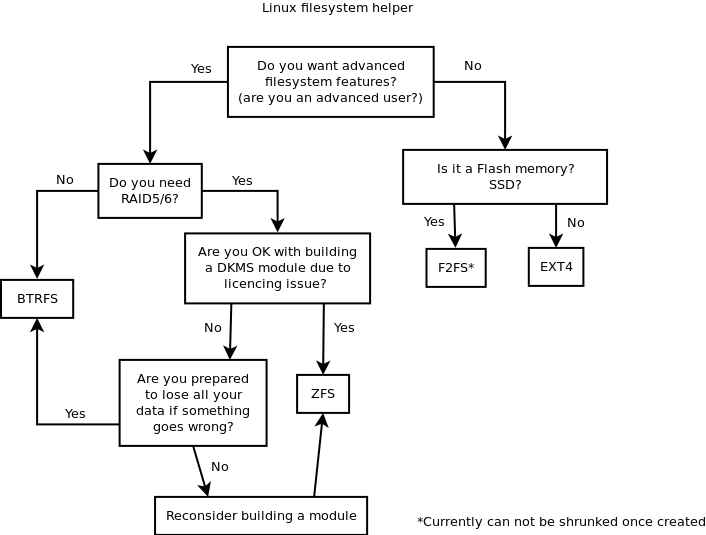 Linux filesystem helper
Do you want advanced
filesystem features?
(are you an advanced user?)
Yes
No
Do you need
RAID5/6?
Is it a Flash memory?
SSD?
No
Yes
Yes
No
Are you OK with building
a DKMS module due to
licencing issue?
F2FS*
EXT4
BTRFS
No
Yes
Are you prepared
to lose all your
data if something
goes wrong?
ZFS
Yes
No
Reconsider building a module
*Currently can not be shrunked once created